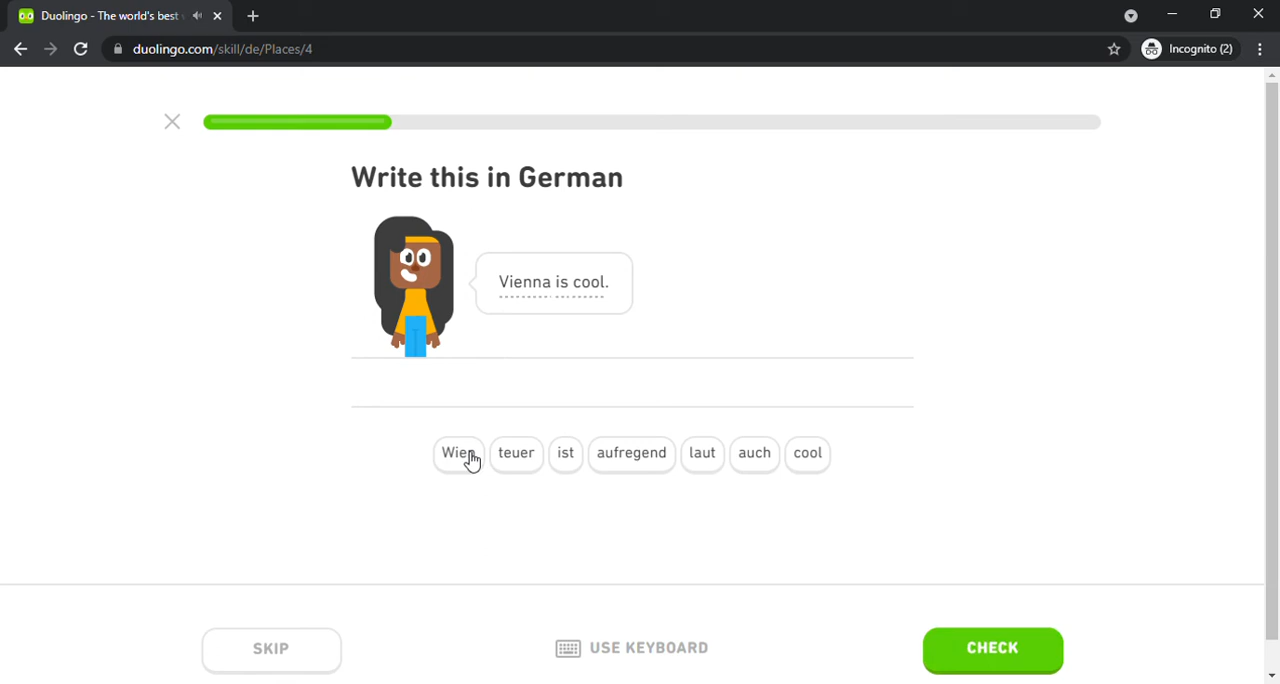 Duolingo - The world's best
duolingo.com/skill/de/Places/4
Incognito (2)
Write this in German
Vienna is cool.
Wien teuer ist aufregend laut auch cool
SKIP
USE KEYBOARD
CHECK